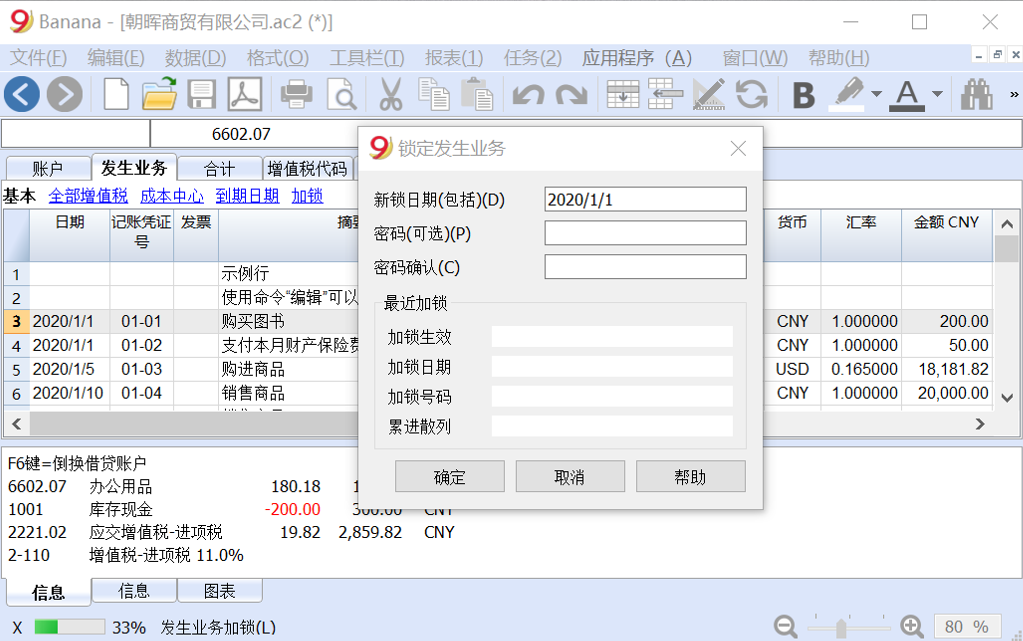 Banana - [朝晖商贸有限公司.ac2 (*)]
文件(F) 编辑(E) 数据(D) 格式(O) 工具栏(T) 报表(1) 任务(2) 应用程序 (A) 窗口(W) 帮助(H)
B A »
6602.07
账户 发生业务 合计 增值税代码
基本 全部增值税 成本中心 到期日期 加锁
日期 记账凭证号 发票 摘要 货币 汇率 金额 CNY
1 示例行
2 使用命令“编辑”可以
3 2020/1/1 01-01 购买图书 CNY 1.000000 200.00
4 2020/1/1 01-02 支付本月财产保险费 CNY 1.000000 50.00
5 2020/1/5 01-03 购进商品 USD 0.165000 18,181.82
6 2020/1/10 01-04 销售商品 CNY 1.000000 20,000.00
锁定发生业务
新锁日期(包括)(D) 2020/1/1
密码(可选)(P)
密码确认(C)
最近加锁
加锁生效
加锁日期
加锁号码
累进散列
确定 取消 帮助
F6键=倒换借贷账户
6602.07 办公用品 180.18
1001 库存现金 -200.00 300.00 CNY
2221.02 应交增值税-进项税 19.82 2,859.82 CNY
2-110 增值税-进项税 11.0%
信息 信息 图表
X 33% 发生业务加锁(L) 80 %